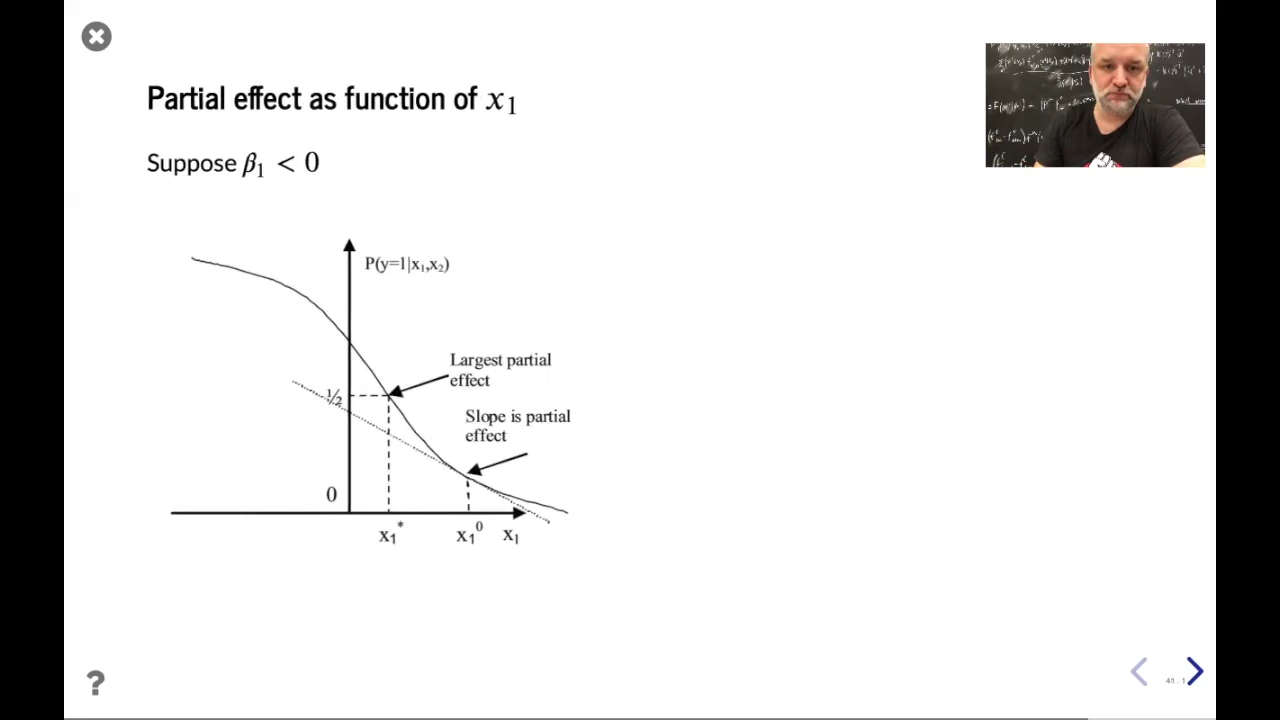 Partial effect as function of x₁
Suppose β₁ < 0
P(y=1|x₁,x₂)
Largest partial
effect
½
Slope is partial
effect
0
x₁* x₁⁰ x₁
?